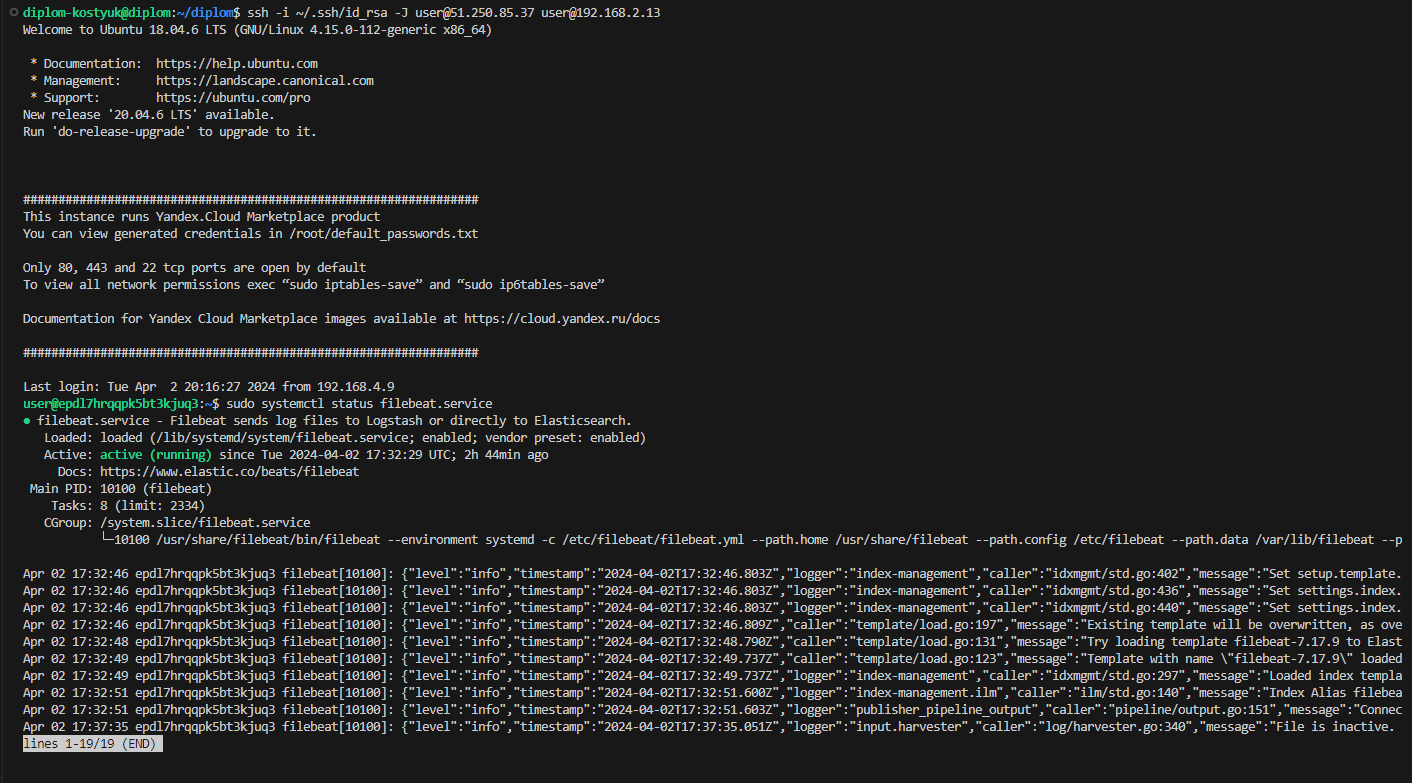 diplom-kostyuk@diplom:~/diplom$ ssh -i ~/.ssh/id_rsa -J user@51.250.85.37 user@192.168.2.13
Welcome to Ubuntu 18.04.6 LTS (GNU/Linux 4.15.0-112-generic x86_64)
* Documentation:  https://help.ubuntu.com
* Management:     https://landscape.canonical.com
* Support:        https://ubuntu.com/pro
New release '20.04.6 LTS' available.
Run 'do-release-upgrade' to upgrade to it.
#################################################################
This instance runs Yandex.Cloud Marketplace product
You can view generated credentials in /root/default_passwords.txt
Only 80, 443 and 22 tcp ports are open by default
To view all network permissions exec “sudo iptables-save” and “sudo ip6tables-save”
Documentation for Yandex Cloud Marketplace images available at https://cloud.yandex.ru/docs
#################################################################
Last login: Tue Apr  2 20:16:27 2024 from 192.168.4.9
user@epdl7hrqqpk5bt3kjuq3:~$ sudo systemctl status filebeat.service
● filebeat.service - Filebeat sends log files to Logstash or directly to Elasticsearch.
Loaded: loaded (/lib/systemd/system/filebeat.service; enabled; vendor preset: enabled)
Active: active (running) since Tue 2024-04-02 17:32:29 UTC; 2h 44min ago
Docs: https://www.elastic.co/beats/filebeat
Main PID: 10100 (filebeat)
Tasks: 8 (limit: 2334)
CGroup: /system.slice/filebeat.service
└─10100 /usr/share/filebeat/bin/filebeat --environment systemd -c /etc/filebeat/filebeat.yml --path.home /usr/share/filebeat --path.config /etc/filebeat --path.data /var/lib/filebeat --p
Apr 02 17:32:46 epdl7hrqqpk5bt3kjuq3 filebeat[10100]: {"level":"info","timestamp":"2024-04-02T17:32:46.803Z","logger":"index-management","caller":"idxmgmt/std.go:402","message":"Set setup.template.
Apr 02 17:32:46 epdl7hrqqpk5bt3kjuq3 filebeat[10100]: {"level":"info","timestamp":"2024-04-02T17:32:46.803Z","logger":"index-management","caller":"idxmgmt/std.go:436","message":"Set settings.index.
Apr 02 17:32:46 epdl7hrqqpk5bt3kjuq3 filebeat[10100]: {"level":"info","timestamp":"2024-04-02T17:32:46.803Z","logger":"index-management","caller":"idxmgmt/std.go:440","message":"Set settings.index.
Apr 02 17:32:46 epdl7hrqqpk5bt3kjuq3 filebeat[10100]: {"level":"info","timestamp":"2024-04-02T17:32:46.809Z","caller":"template/load.go:197","message":"Existing template will be overwritten, as ove
Apr 02 17:32:48 epdl7hrqqpk5bt3kjuq3 filebeat[10100]: {"level":"info","timestamp":"2024-04-02T17:32:48.790Z","caller":"template/load.go:131","message":"Try loading template filebeat-7.17.9 to Elast
Apr 02 17:32:49 epdl7hrqqpk5bt3kjuq3 filebeat[10100]: {"level":"info","timestamp":"2024-04-02T17:32:49.737Z","caller":"template/load.go:123","message":"Template with name \"filebeat-7.17.9\" loaded
Apr 02 17:32:49 epdl7hrqqpk5bt3kjuq3 filebeat[10100]: {"level":"info","timestamp":"2024-04-02T17:32:49.737Z","logger":"index-management","caller":"idxmgmt/std.go:297","message":"Loaded index templa
Apr 02 17:32:51 epdl7hrqqpk5bt3kjuq3 filebeat[10100]: {"level":"info","timestamp":"2024-04-02T17:32:51.600Z","logger":"index-management.ilm","caller":"ilm/std.go:140","message":"Index Alias filebea
Apr 02 17:32:51 epdl7hrqqpk5bt3kjuq3 filebeat[10100]: {"level":"info","timestamp":"2024-04-02T17:32:51.603Z","logger":"publisher_pipeline_output","caller":"pipeline/output.go:151","message":"Connec
Apr 02 17:37:35 epdl7hrqqpk5bt3kjuq3 filebeat[10100]: {"level":"info","timestamp":"2024-04-02T17:37:35.051Z","logger":"input.harvester","caller":"log/harvester.go:340","message":"File is inactive.
lines 1-19/19 (END)